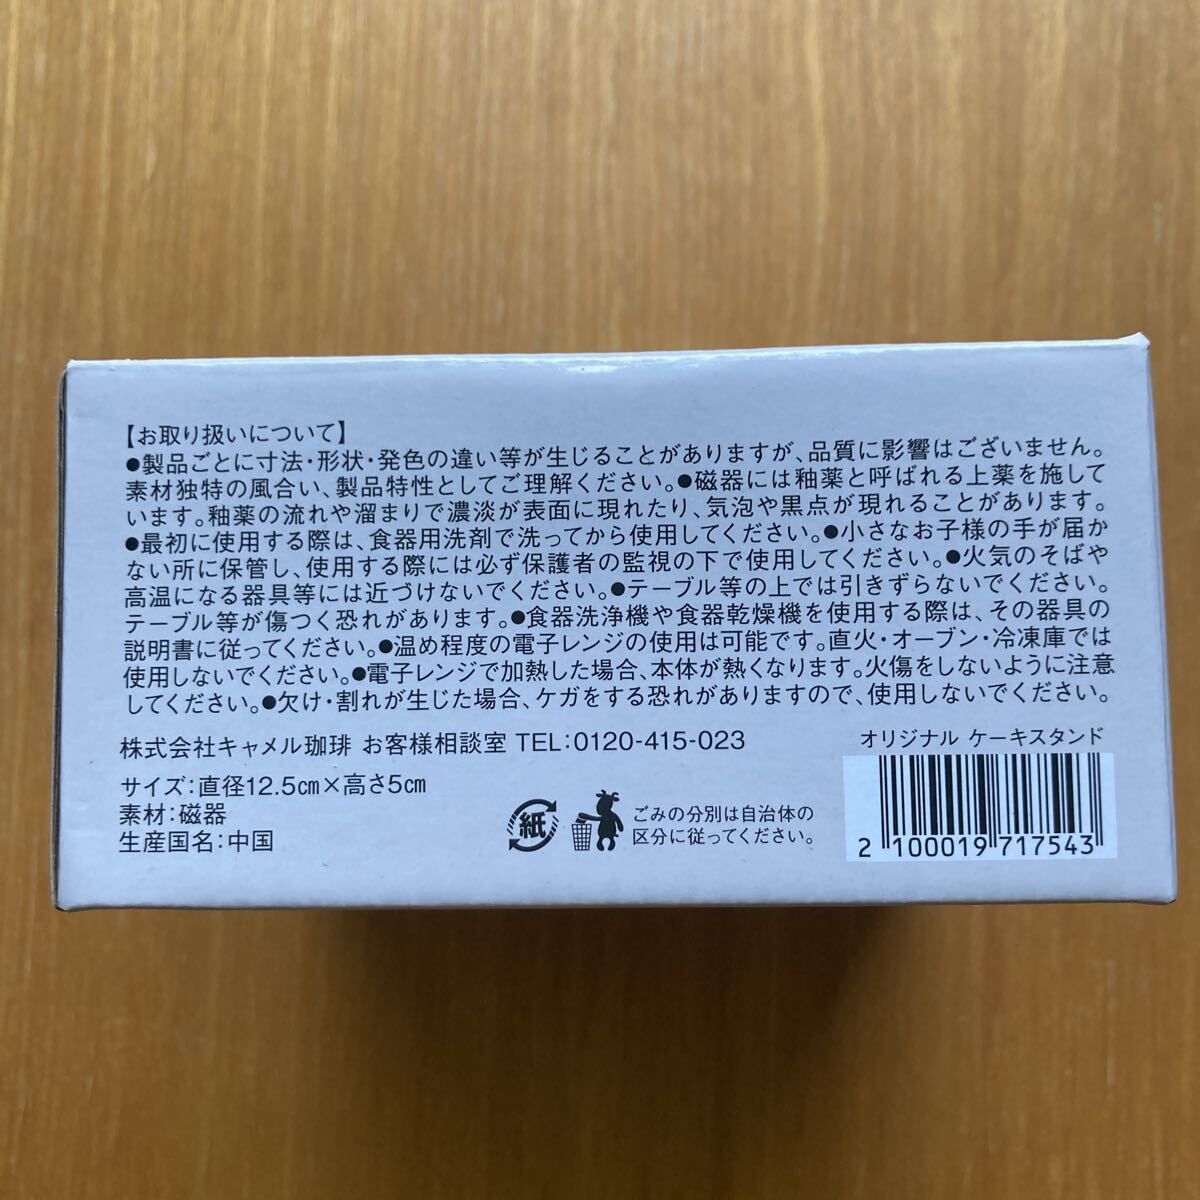 【お取り扱いについて】
●製品ごとに寸法・形状・発色の違い等が生じることがありますが、品質に影響はございません。
素材独特の風合い、製品特性としてご理解ください。●磁器には釉薬と呼ばれる上薬を施して
います。釉薬の流れや溜まりで濃淡が表面に現れたり、気泡や黒点が現れることがあります。
●最初に使用する際は、食器用洗剤で洗ってから使用してください。●小さなお子様の手が届か
ない所に保管し、使用する際には必ず保護者の監視の下で使用してください。●火気のそばや
高温になる器具等には近づけないでください。●テーブル等の上では引きずらないでください。
テーブル等が傷つく恐れがあります。●食器洗浄機や食器乾燥機を使用する際は、その器具の
説明書に従ってください。●温め程度の電子レンジの使用は可能です。直火・オーブン・冷凍庫では
使用しないでください。●電子レンジで加熱した場合、本体が熱くなります。火傷をしないように注意
してください。●欠け・割れが生じた場合、ケガをする恐れがありますので、使用しないでください。
株式会社キャメル珈琲 お客様相談室 TEL:0120-415-023
サイズ:直径12.5㎝×高さ5㎝
素材:磁器
生産国名:中国
紙
ごみの分別は自治体の
区分に従ってください。
オリジナル ケーキスタンド
2 100019 717543